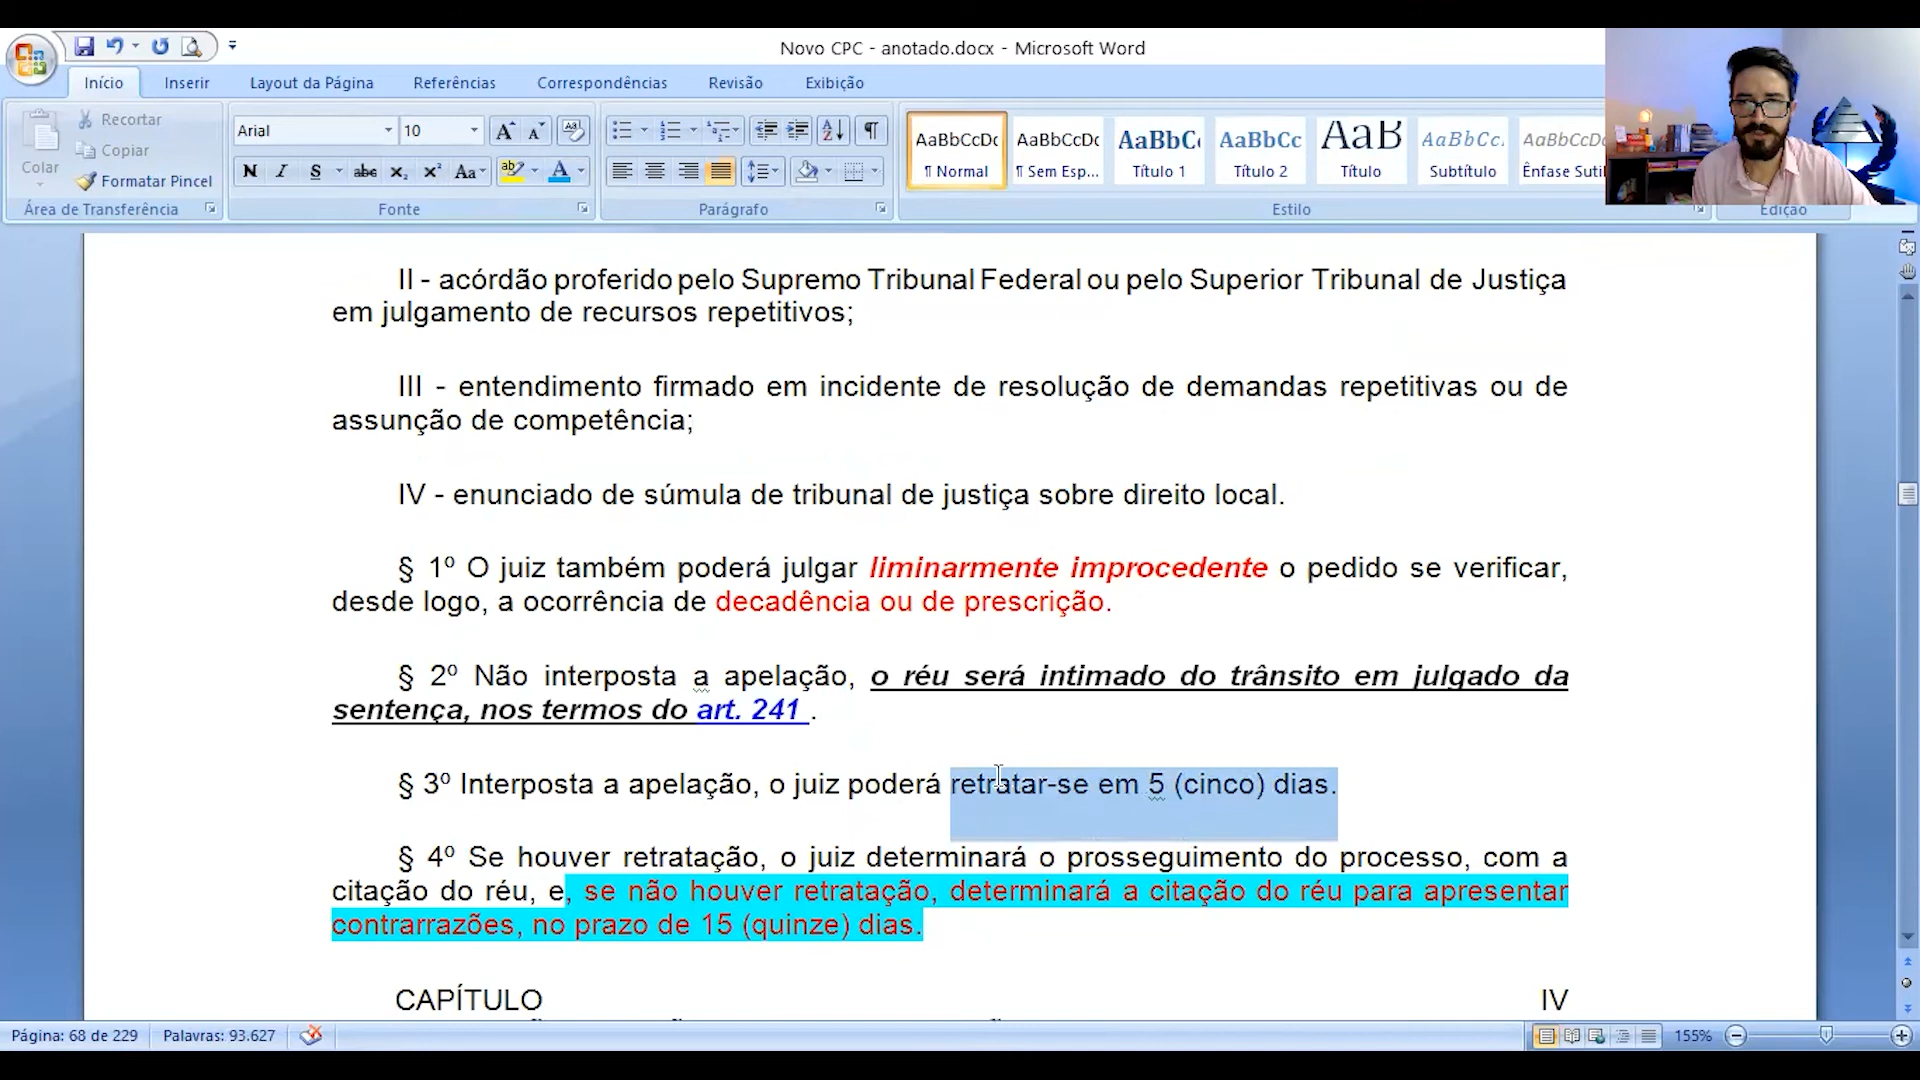 Novo CPC - anotado.docx - Microsoft Word
Início Inserir Layout da Página Referências Correspondências Revisão Exibição
Colar
Recortar
Copiar
Formatar Pincel
Área de Transferência
Arial 10
N I S abc x₂ x² Aa
Fonte
Parágrafo
AaBbCcDc AaBbCcDc AaBbC AaBbCc AaB AaBbCc. AaBbCcDc
¶ Normal ¶ Sem Esp... Título 1 Título 2 Título Subtítulo Ênfase Sutil
Estilo
Edição
II - acórdão proferido pelo Supremo Tribunal Federal ou pelo Superior Tribunal de Justiça
em julgamento de recursos repetitivos;
III - entendimento firmado em incidente de resolução de demandas repetitivas ou de
assunção de competência;
IV - enunciado de súmula de tribunal de justiça sobre direito local.
§ 1º O juiz também poderá julgar liminarmente improcedente o pedido se verificar,
desde logo, a ocorrência de decadência ou de prescrição.
§ 2º Não interposta a apelação, o réu será intimado do trânsito em julgado da
sentença, nos termos do art. 241 .
§ 3º Interposta a apelação, o juiz poderá retratar-se em 5 (cinco) dias.
§ 4º Se houver retratação, o juiz determinará o prosseguimento do processo, com a
citação do réu, e, se não houver retratação, determinará a citação do réu para apresentar
contrarrazões, no prazo de 15 (quinze) dias.
CAPÍTULO IV
Página: 68 de 229 Palavras: 93.627 155%